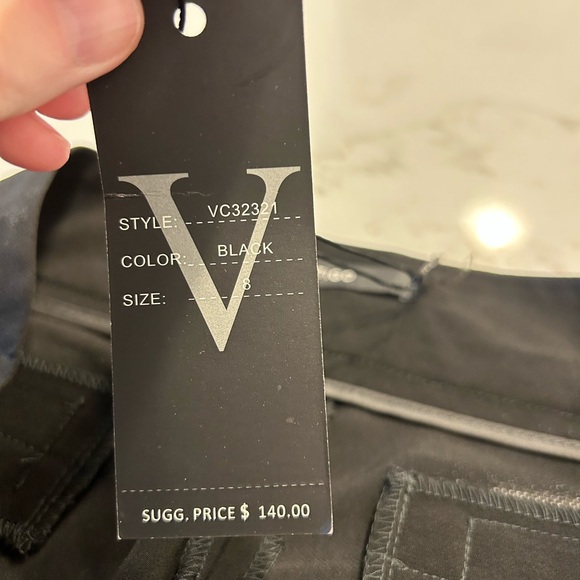 V
STYLE: VC32321
COLOR: BLACK
SIZE: 8
SUGG. PRICE $ 140.00